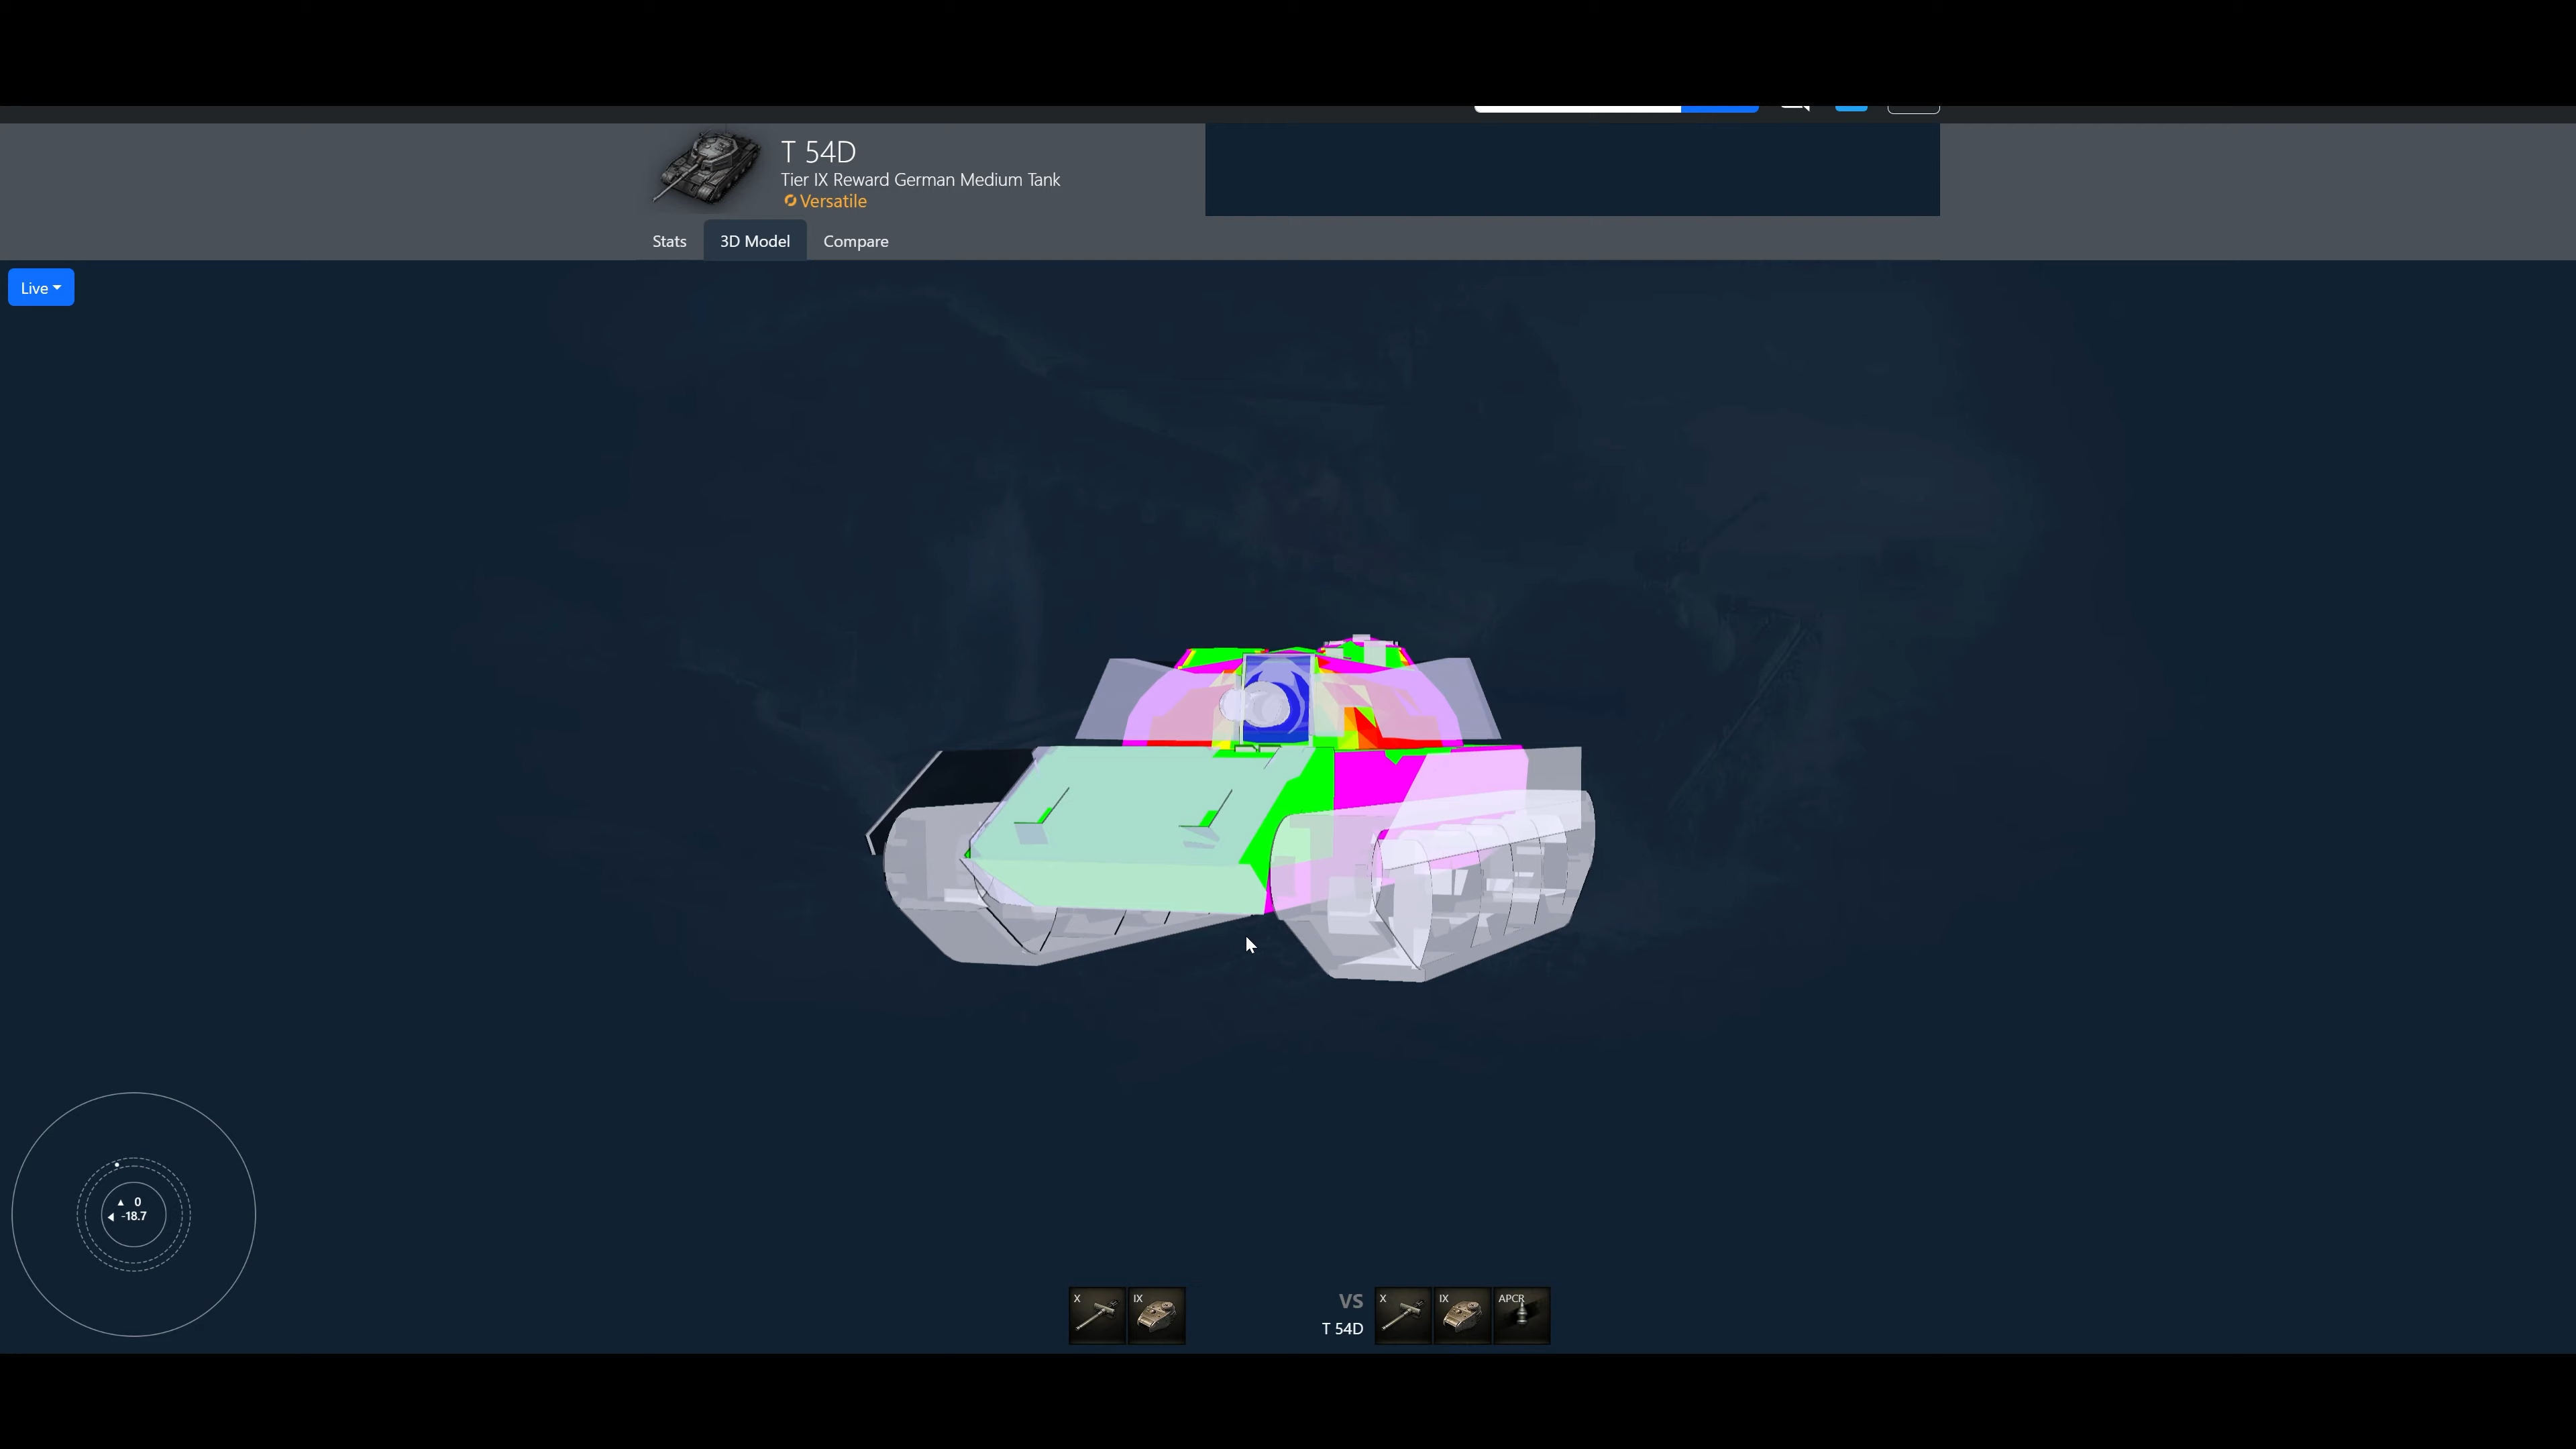 T 54D
Tier IX Reward German Medium Tank
Versatile
Stats 3D Model Compare
Live
0
-18.7
X IX VS X IX APCR
T 54D